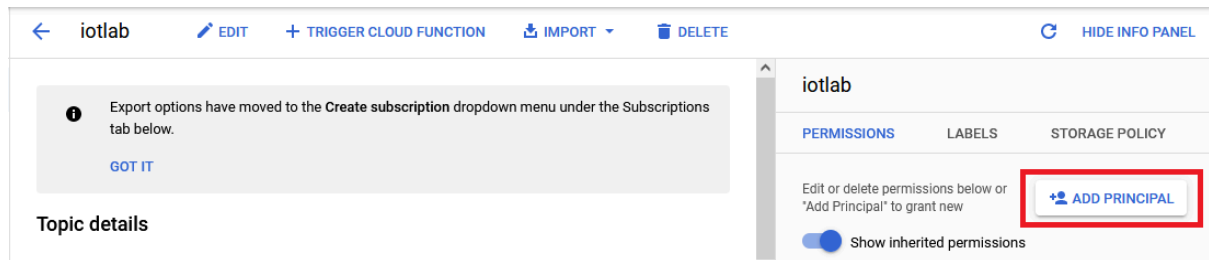 iotlab EDIT + TRIGGER CLOUD FUNCTION IMPORT DELETE HIDE INFO PANEL
Export options have moved to the Create subscription dropdown menu under the Subscriptions
tab below.
GOT IT
Topic details
iotlab
PERMISSIONS LABELS STORAGE POLICY
Edit or delete permissions below or
"Add Principal" to grant new
ADD PRINCIPAL
Show inherited permissions